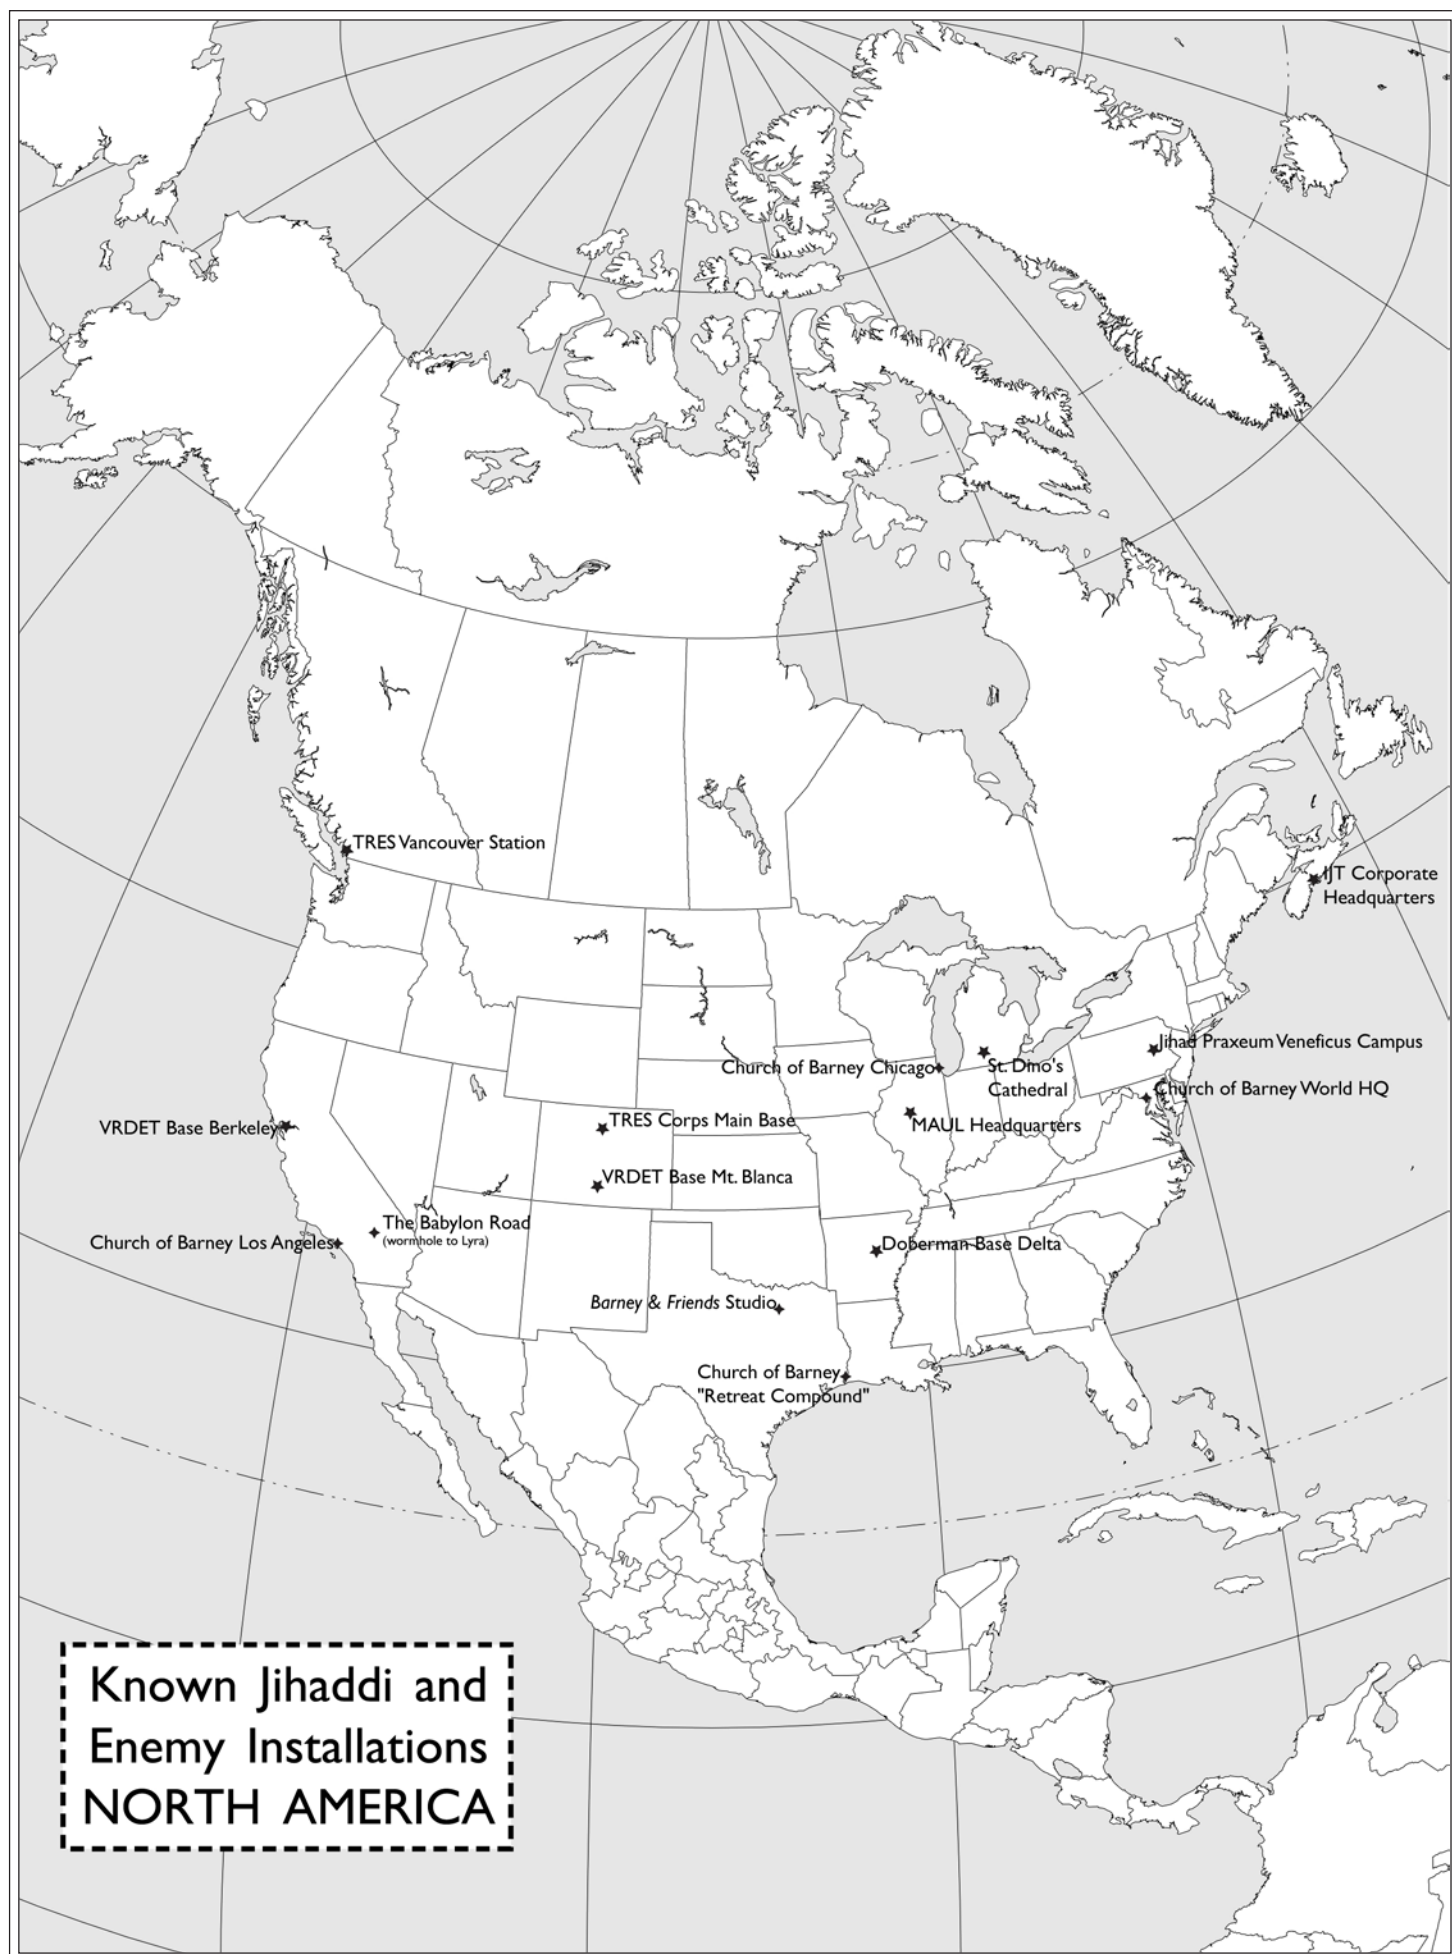 TRES Vancouver Station
IJT Corporate
Headquarters
Jihad Praxeum Veneficus Campus
Church of Barney Chicago
St. Dino's
Cathedral
Church of Barney World HQ
VRDET Base Berkeley
TRES Corps Main Base
MAUL Headquarters
VRDET Base Mt. Blanca
The Babylon Road
(wormhole to Lyra)
Church of Barney Los Angeles
Doberman Base Delta
Barney & Friends Studio
Church of Barney
"Retreat Compound"
Known Jihaddi and
Enemy Installations
NORTH AMERICA